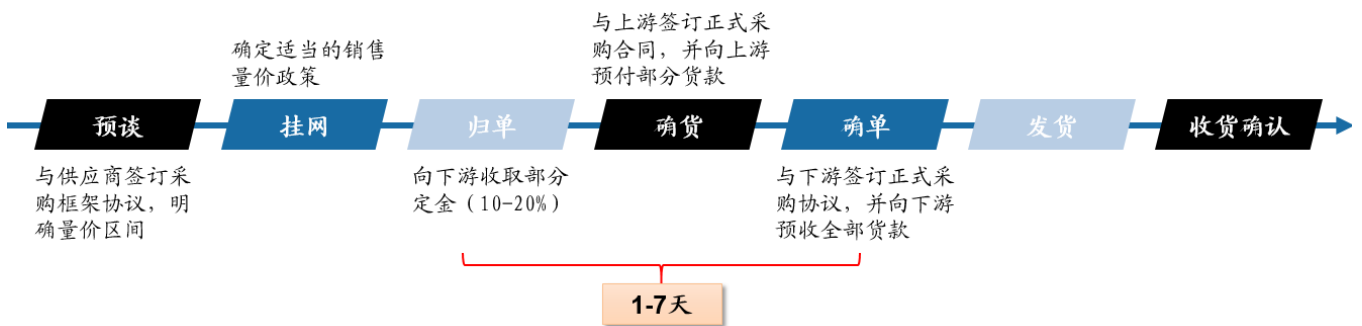 与上游签订正式采
购合同，并向上游
预付部分货款
确定适当的销售
量价政策
预谈
挂网
归单
确货
确单
发货
收货确认
与供应商签订采
购框架协议，明
确量价区间
向下游收取部分
定金（10-20%）
与下游签订正式采
购协议，并向下游
预收全部货款
1-7天